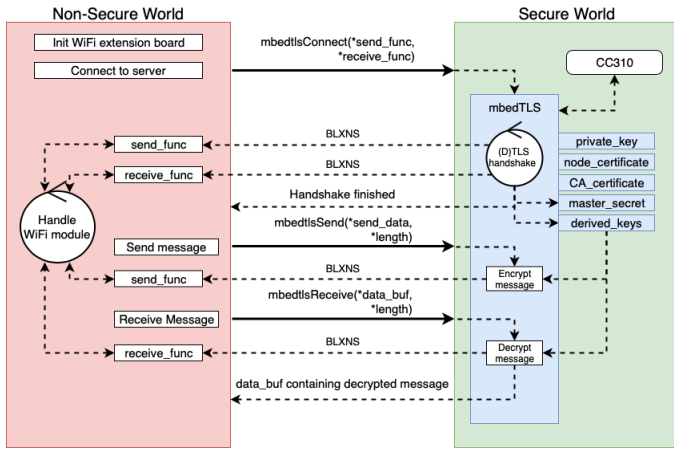 Non-Secure World
Secure World
Init WiFi extension board
Connect to server
mbedtlsConnect(*send_func,
*receive_func)
CC310
mbedTLS
(D)TLS
handshake
private_key
node_certificate
CA_certificate
master_secret
derived_keys
send_func
BLXNS
receive_func
BLXNS
Handshake finished
Handle
WiFi module
Send message
mbedtlsSend(*send_data,
*length)
send_func
BLXNS
Encrypt
message
Receive Message
mbedtlsReceive(*data_buf,
*length)
receive_func
BLXNS
Decrypt
message
data_buf containing decrypted message